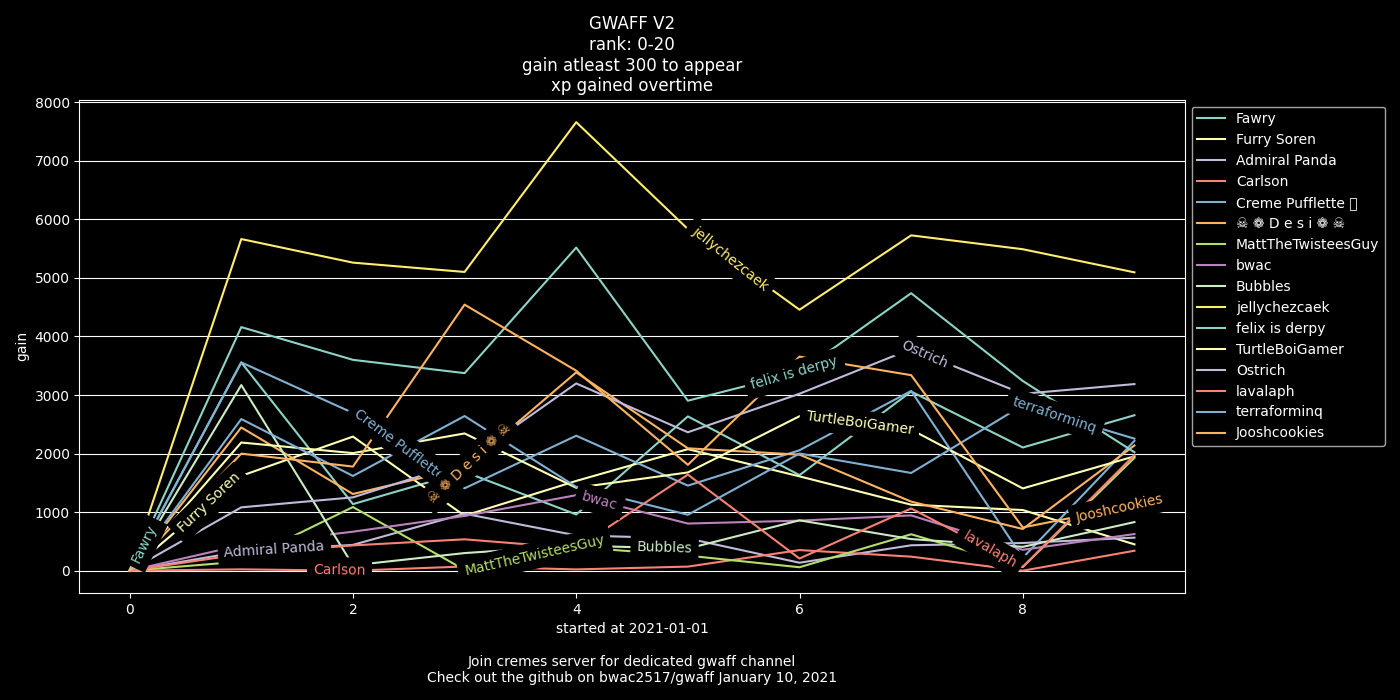 GWAFF V2
rank: 0-20
gain atleast 300 to appear
xp gained overtime
8000
7000
6000
5000
4000
3000
2000
1000
0
gain
0
2
4
6
8
started at 2021-01-01
Fawry
Furry Soren
Admiral Panda
Carlson
Creme Pufflette
☠ ❁ D e s i ❁ ☠
MattTheTwisteesGuy
bwac
Bubbles
jellychezcaek
felix is derpy
TurtleBoiGamer
Ostrich
lavalaph
terraforminq
Jooshcookies
Fawry
Furry Soren
Admiral Panda
Carlson
Creme Pufflette 
☠ ❁ D e s i ❁ ☠
MattTheTwisteesGuy
bwac
Bubbles
jellychezcaek
felix is derpy
TurtleBoiGamer
Ostrich
lavalaph
terraforminq
Jooshcookies
Join cremes server for dedicated gwaff channel
Check out the github on bwac2517/gwaff January 10, 2021